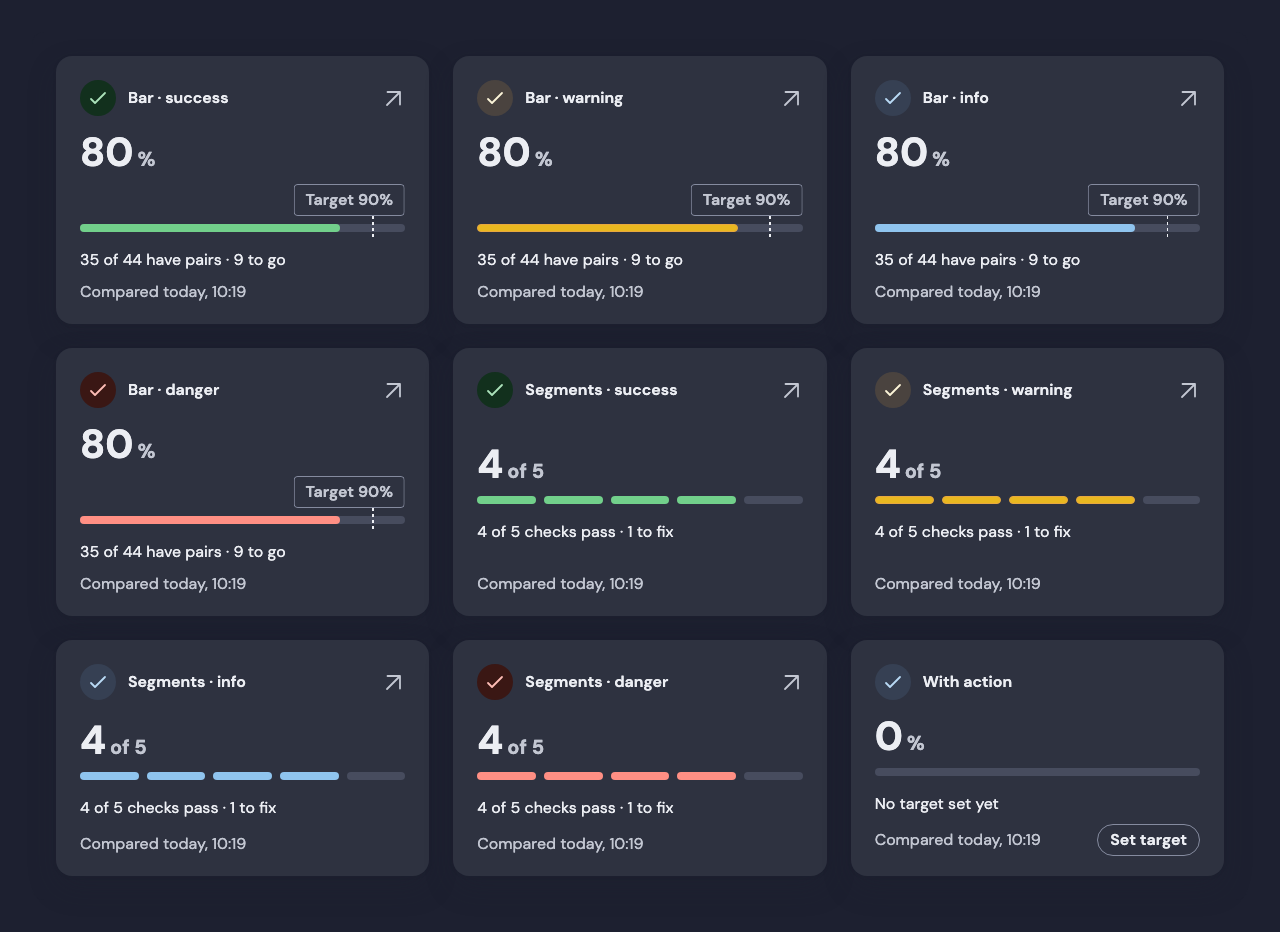 Bar · success
80 %
Target 90%
35 of 44 have pairs · 9 to go
Compared today, 10:19
Bar · warning
80 %
Target 90%
35 of 44 have pairs · 9 to go
Compared today, 10:19
Bar · info
80 %
Target 90%
35 of 44 have pairs · 9 to go
Compared today, 10:19
Bar · danger
80 %
Target 90%
35 of 44 have pairs · 9 to go
Compared today, 10:19
Segments · success
4 of 5
4 of 5 checks pass · 1 to fix
Compared today, 10:19
Segments · warning
4 of 5
4 of 5 checks pass · 1 to fix
Compared today, 10:19
Segments · info
4 of 5
4 of 5 checks pass · 1 to fix
Compared today, 10:19
Segments · danger
4 of 5
4 of 5 checks pass · 1 to fix
Compared today, 10:19
With action
0 %
No target set yet
Compared today, 10:19
Set target